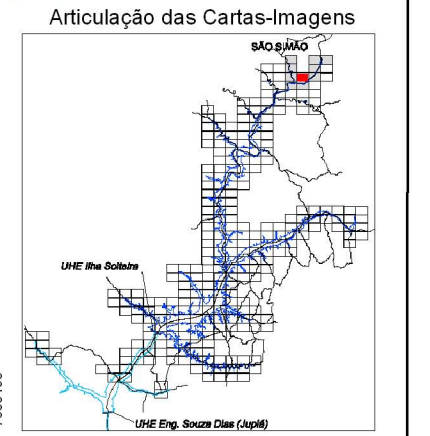 Articulação das Cartas-Imagens
SÃO SIMÃO
UHE Ilha Solteira
UHE Eng. Souza Dias (Jupiá)